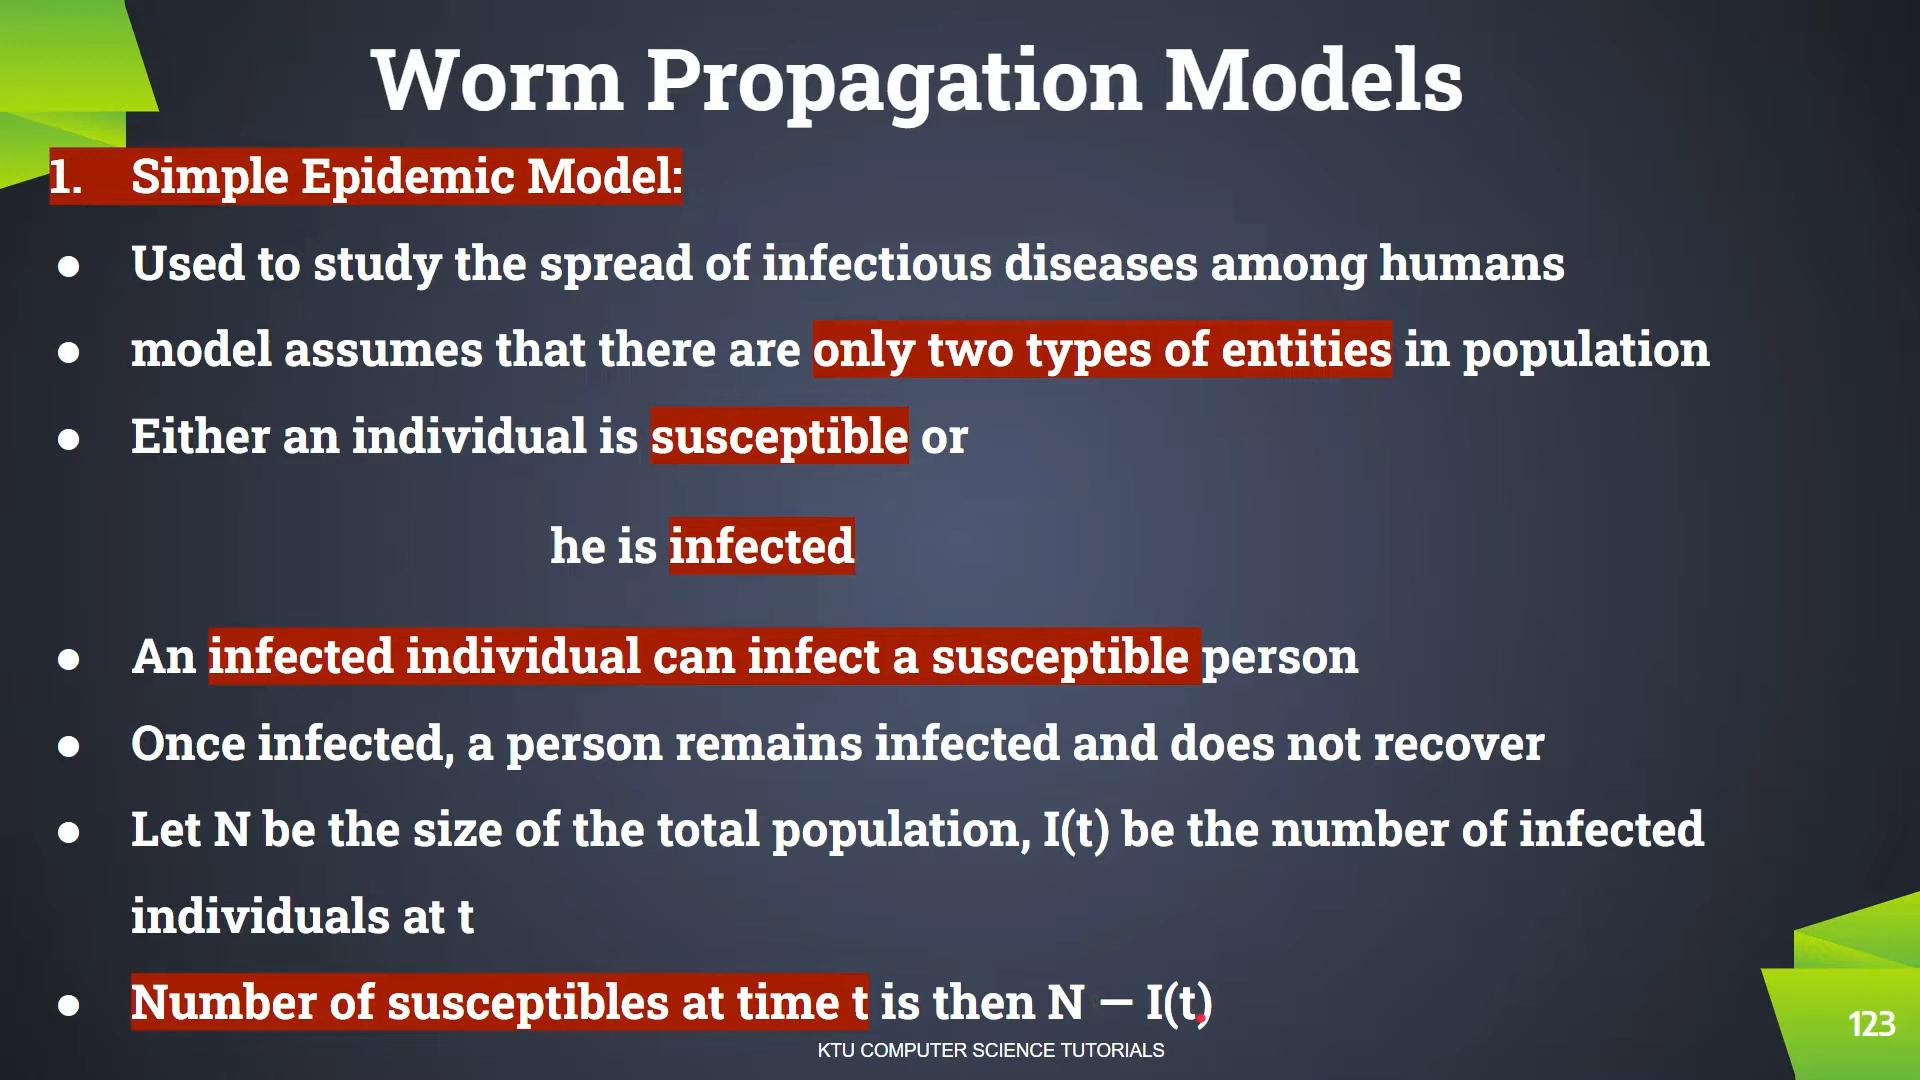 Worm Propagation Models
1. Simple Epidemic Model:
● Used to study the spread of infectious diseases among humans
● model assumes that there are only two types of entities in population
● Either an individual is susceptible or
he is infected
● An infected individual can infect a susceptible person
● Once infected, a person remains infected and does not recover
● Let N be the size of the total population, I(t) be the number of infected
individuals at t
● Number of susceptibles at time t is then N – I(t)
KTU COMPUTER SCIENCE TUTORIALS
123